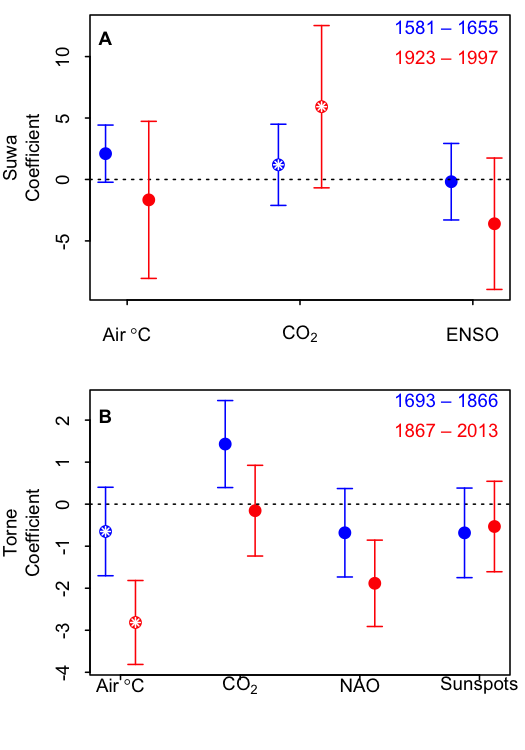 A
1581 – 1655
1923 – 1997
Suwa
Coefficient
10
5
0
-5
Air °C
CO₂
ENSO
B
1693 – 1866
1867 – 2013
Torne
Coefficient
2
1
0
-1
-2
-3
-4
Air °C
CO₂
NAO
Sunspots